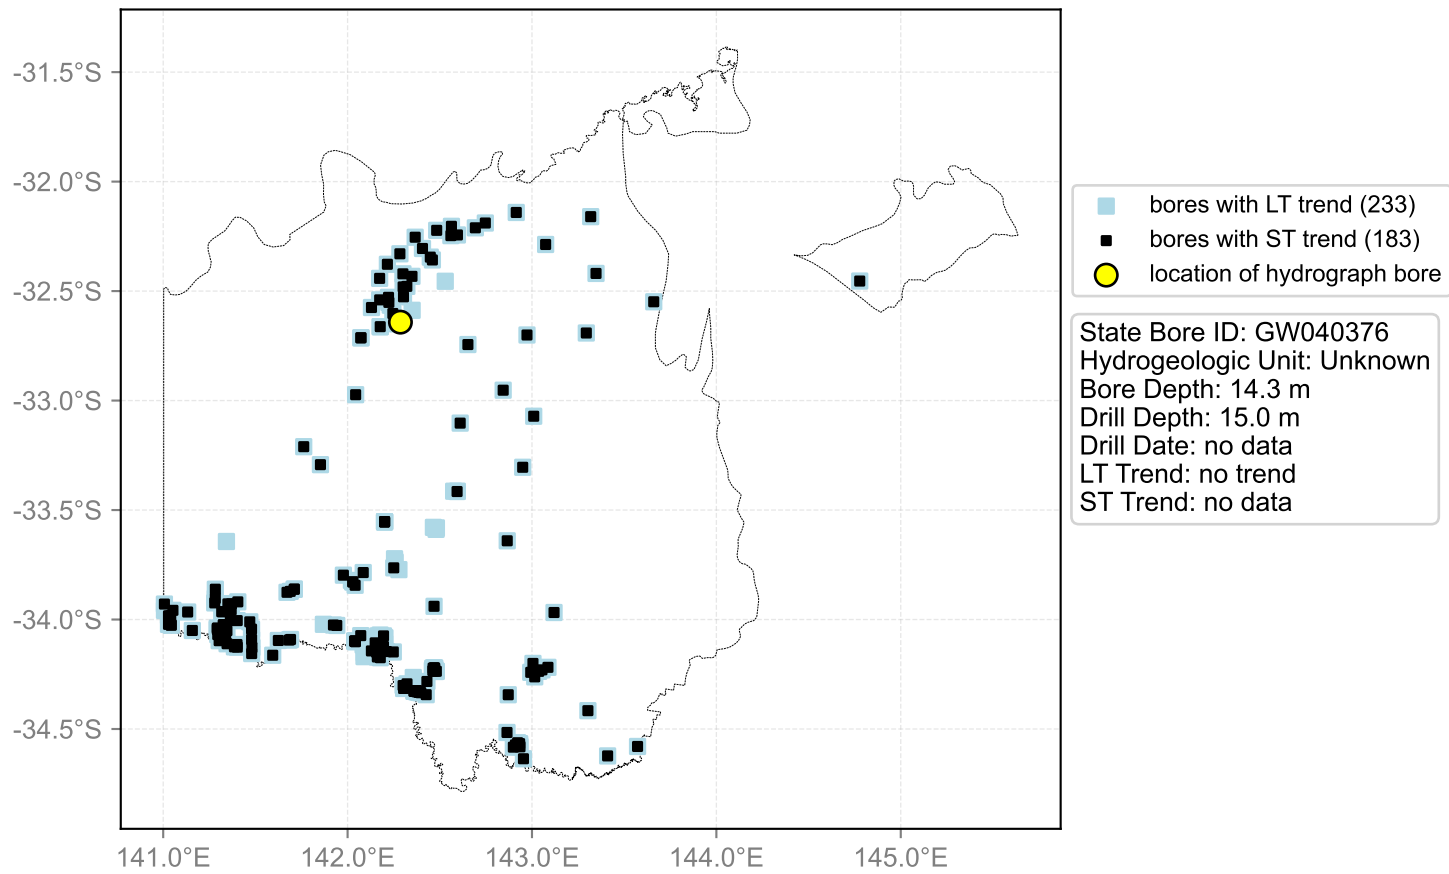 -31.5°S
-32.0°S
-32.5°S
-33.0°S
-33.5°S
-34.0°S
-34.5°S
141.0°E
142.0°E
143.0°E
144.0°E
145.0°E
bores with LT trend (233)
bores with ST trend (183)
location of hydrograph bore
State Bore ID: GW040376
Hydrogeologic Unit: Unknown
Bore Depth: 14.3 m
Drill Depth: 15.0 m
Drill Date: no data
LT Trend: no trend
ST Trend: no data